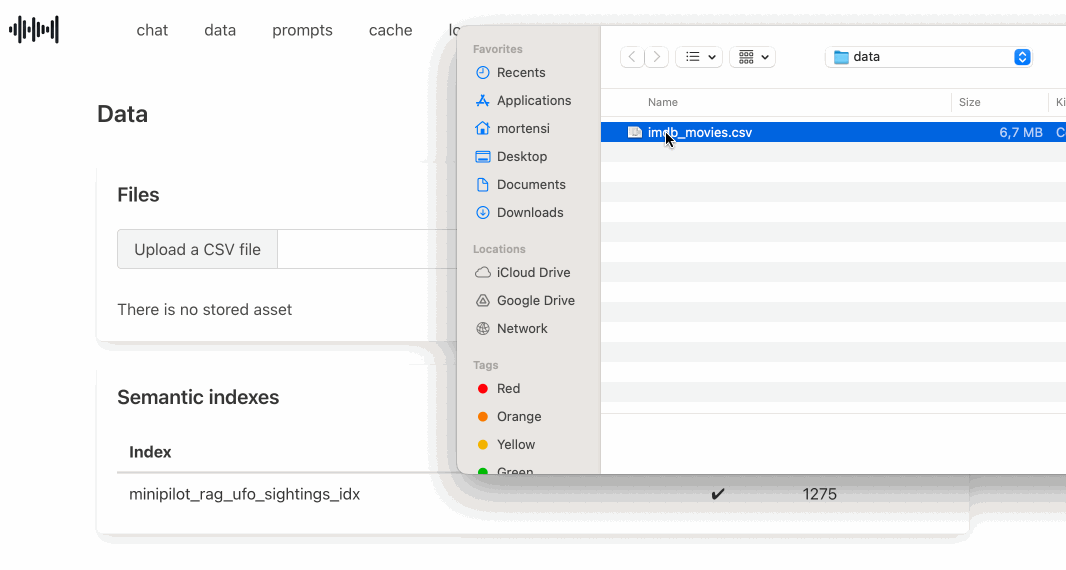 chat data prompts cache lo
Data
Files
Upload a CSV file
There is no stored asset
Semantic indexes
Index
minipilot_rag_ufo_sightings_idx ✔ 1275
Favorites
Recents
Applications
mortensi
Desktop
Documents
Downloads
Locations
iCloud Drive
Google Drive
Network
Tags
Red
Orange
Yellow
Green
data
Name Size Ki
imdb_movies.csv 6,7 MB C